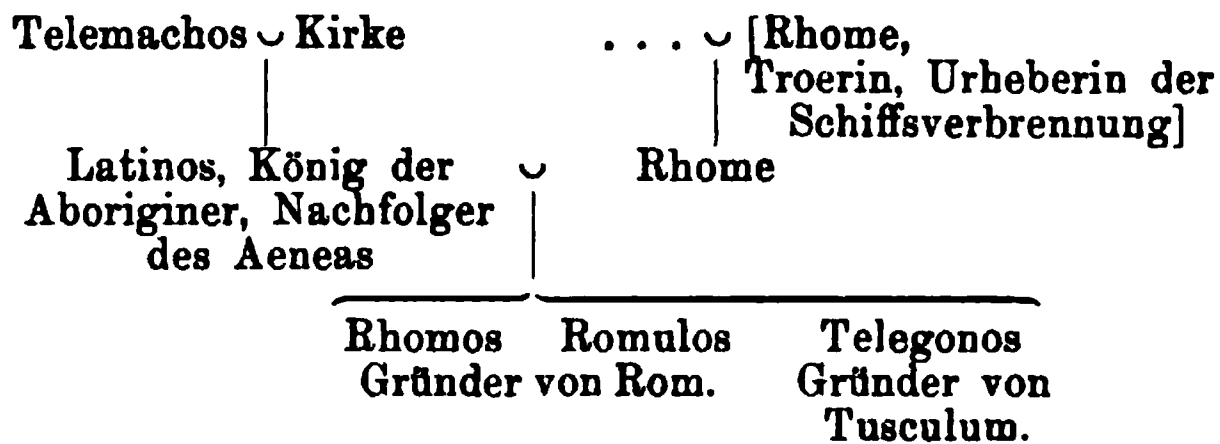 Telemachos ᴗ Kirke . . . ᴗ [Rhome,
Troerin, Urheberin der
Schiffsverbrennung]
Latinos, König der ᴗ Rhome
Aboriginer, Nachfolger
des Aeneas
Rhomos Romulos Telegonos
Gründer von Rom. Gründer von
Tusculum.